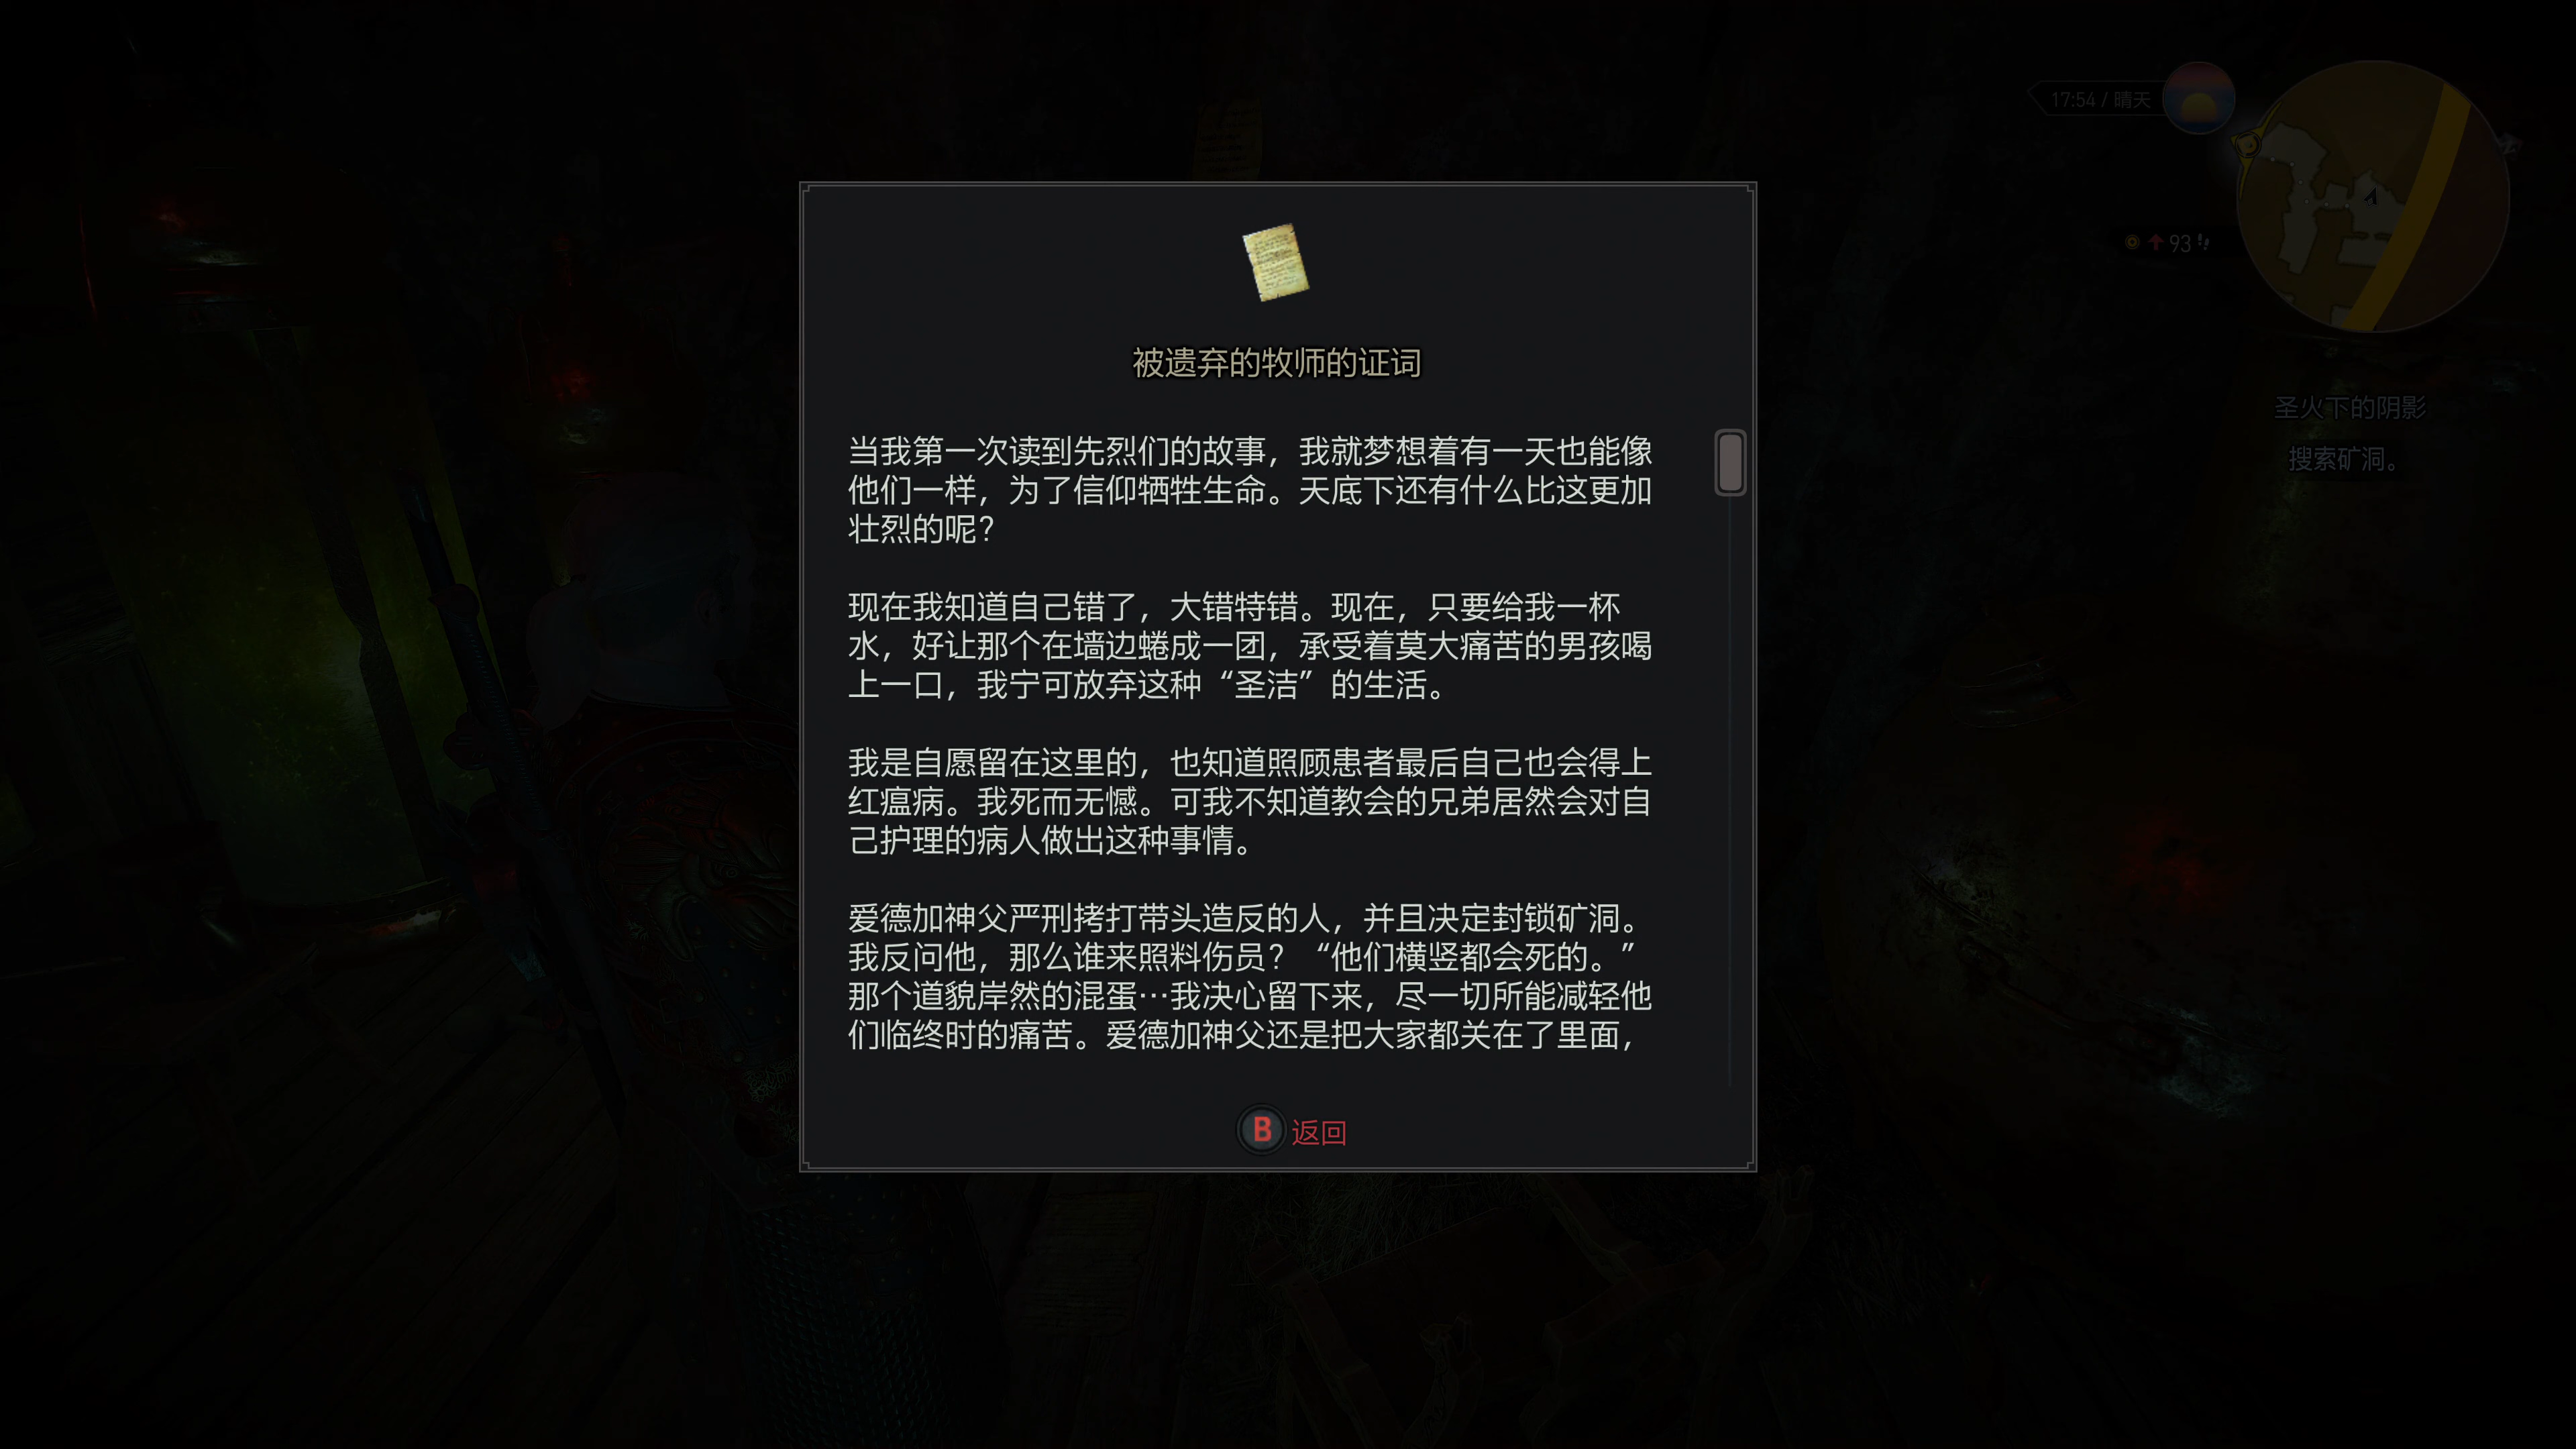 17:54 / 晴天
93
圣火下的阴影
搜索矿洞。
被遗弃的牧师的证词
当我第一次读到先烈们的故事，我就梦想着有一天也能像
他们一样，为了信仰牺牲生命。天底下还有什么比这更加
壮烈的呢？
现在我知道自己错了，大错特错。现在，只要给我一杯
水，好让那个在墙边蜷成一团，承受着莫大痛苦的男孩喝
上一口，我宁可放弃这种“圣洁”的生活。
我是自愿留在这里的，也知道照顾患者最后自己也会得上
红瘟病。我死而无憾。可我不知道教会的兄弟居然会对自
己护理的病人做出这种事情。
爱德加神父严刑拷打带头造反的人，并且决定封锁矿洞。
我反问他，那么谁来照料伤员？“他们横竖都会死的。”
那个道貌岸然的混蛋…我决心留下来，尽一切所能减轻他
们临终时的痛苦。爱德加神父还是把大家都关在了里面，
B 返回